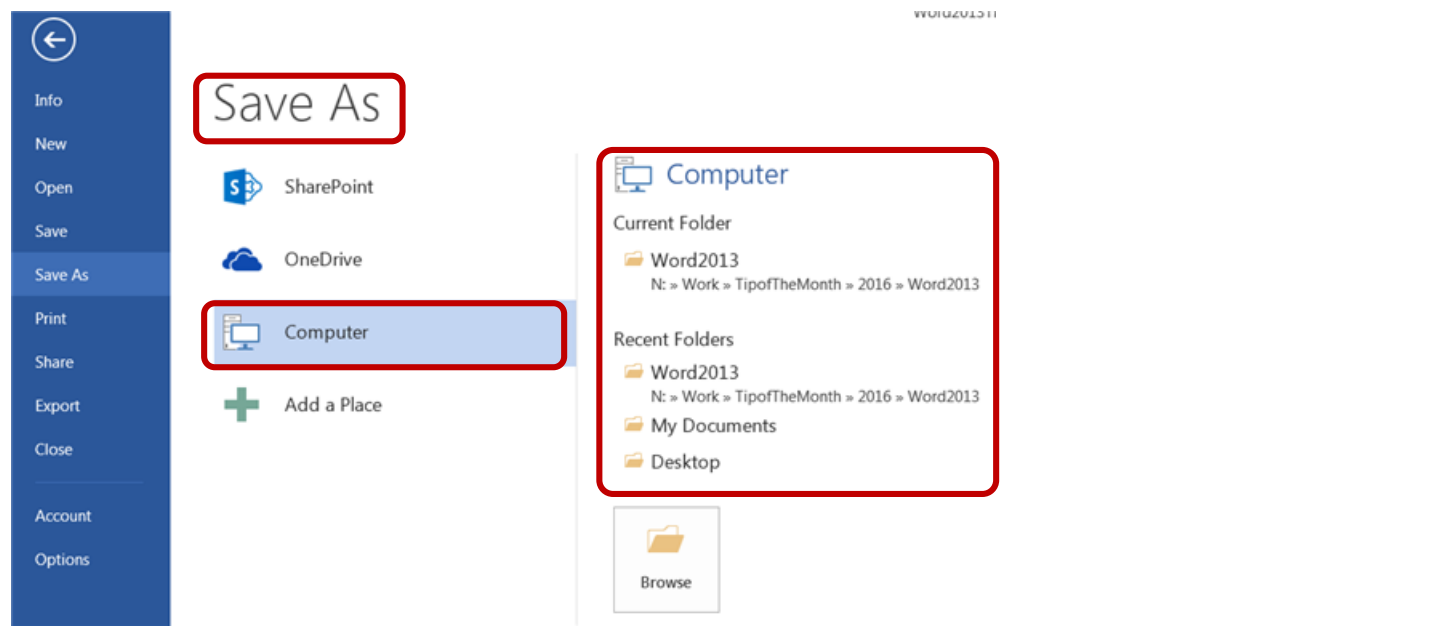 Info
New
Open
Save
Save As
Print
Share
Export
Close
Account
Options
Save As
SharePoint
OneDrive
Computer
Add a Place
Computer
Current Folder
Word2013
N: » Work » TipofTheMonth » 2016 » Word2013
Recent Folders
Word2013
N: » Work » TipofTheMonth » 2016 » Word2013
My Documents
Desktop
Browse